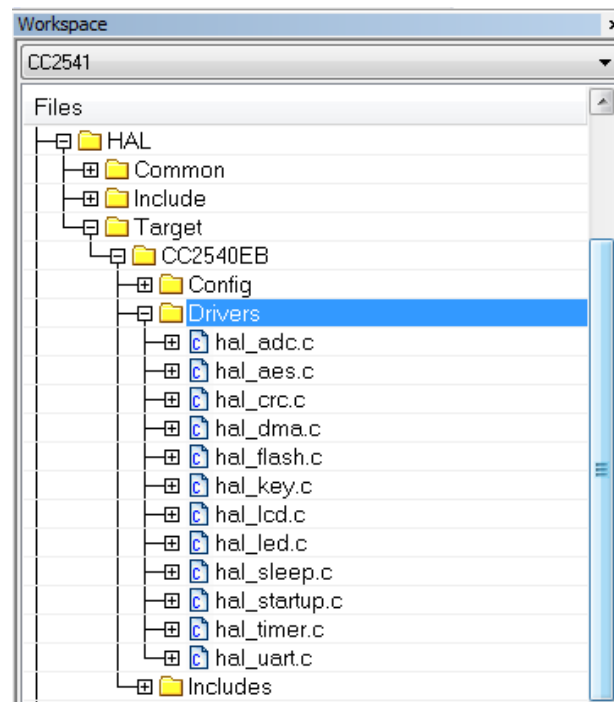 Workspace
CC2541
Files
HAL
Common
Include
Target
CC2540EB
Config
Drivers
hal_adc.c
hal_aes.c
hal_crc.c
hal_dma.c
hal_flash.c
hal_key.c
hal_lcd.c
hal_led.c
hal_sleep.c
hal_startup.c
hal_timer.c
hal_uart.c
Includes